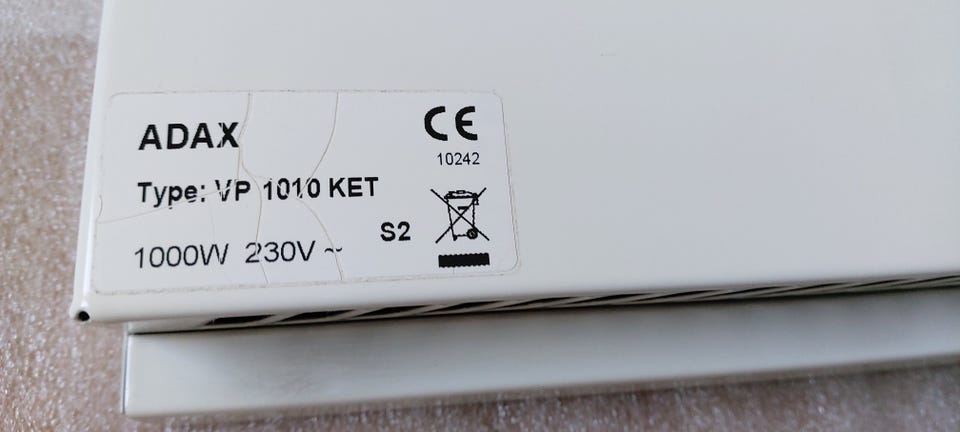 ADAX
CE
10242
Type: VP 1010 KET
S2
1000W 230V ~